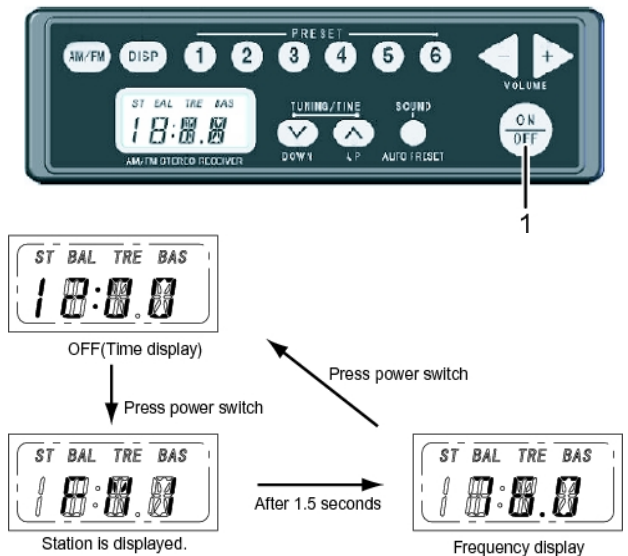 PRESET
AM/FM DISP 1 2 3 4 5 6 - +
VOLUME
ST BAL TRE BAS
TUNING/TIME SOUND
ON
OFF
DOWN UP AUTO PRESET
AM/FM STEREO RECEIVER
1
ST BAL TRE BAS
OFF(Time display)
Press power switch
Press power switch
ST BAL TRE BAS
After 1.5 seconds
ST BAL TRE BAS
Station is displayed.
Frequency display